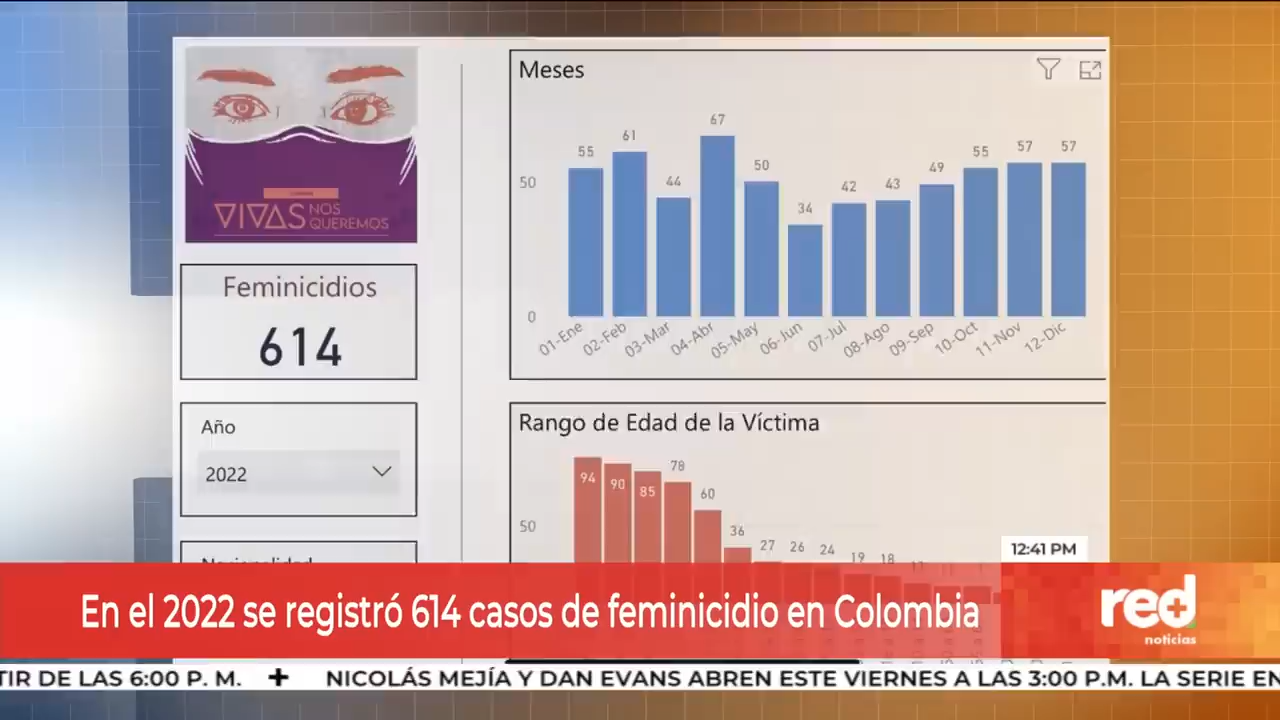 VIVAS NOS
QUEREMOS
Feminicidios
614
Año
2022
Nacionalidad
Meses
50
0
55
61
44
67
50
34
42
43
49
55
57
57
01-Ene
02-Feb
03-Mar
04-Abr
05-May
06-Jun
07-Jul
08-Ago
09-Sep
10-Oct
11-Nov
12-Dic
Rango de Edad de la Víctima
50
94
90
85
78
60
36
27
26
24
19
18
12:41 PM
En el 2022 se registró 614 casos de feminicidio en Colombia
red
noticias
TIR DE LAS 6:00 P. M. + NICOLÁS MEJÍA Y DAN EVANS ABREN ESTE VIERNES A LAS 3:00 P.M. LA SERIE EN